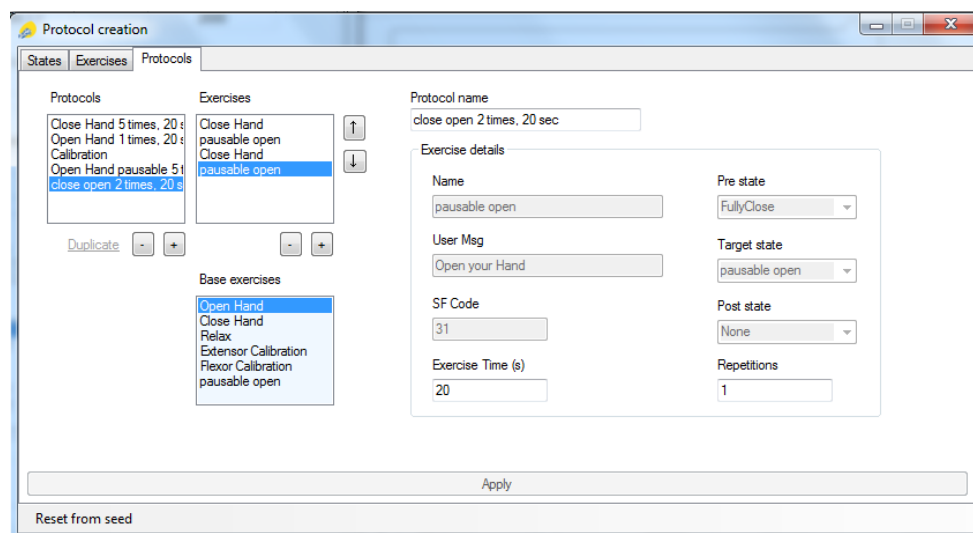 Protocol creation
States Exercises Protocols
Protocols
Close Hand 5 times, 20 s
Open Hand 1 times, 20 s
Calibration
Open Hand pausable 5 t
close open 2 times, 20 s
Duplicate - +
Exercises
Close Hand
pausable open
Close Hand
pausable open
↑
↓
- +
Base exercises
Open Hand
Close Hand
Relax
Extensor Calibration
Flexor Calibration
pausable open
Protocol name
close open 2 times, 20 sec
Exercise details
Name
pausable open
User Msg
Open your Hand
SF Code
31
Exercise Time (s)
20
Pre state
FullyClose
Target state
pausable open
Post state
None
Repetitions
1
Apply
Reset from seed